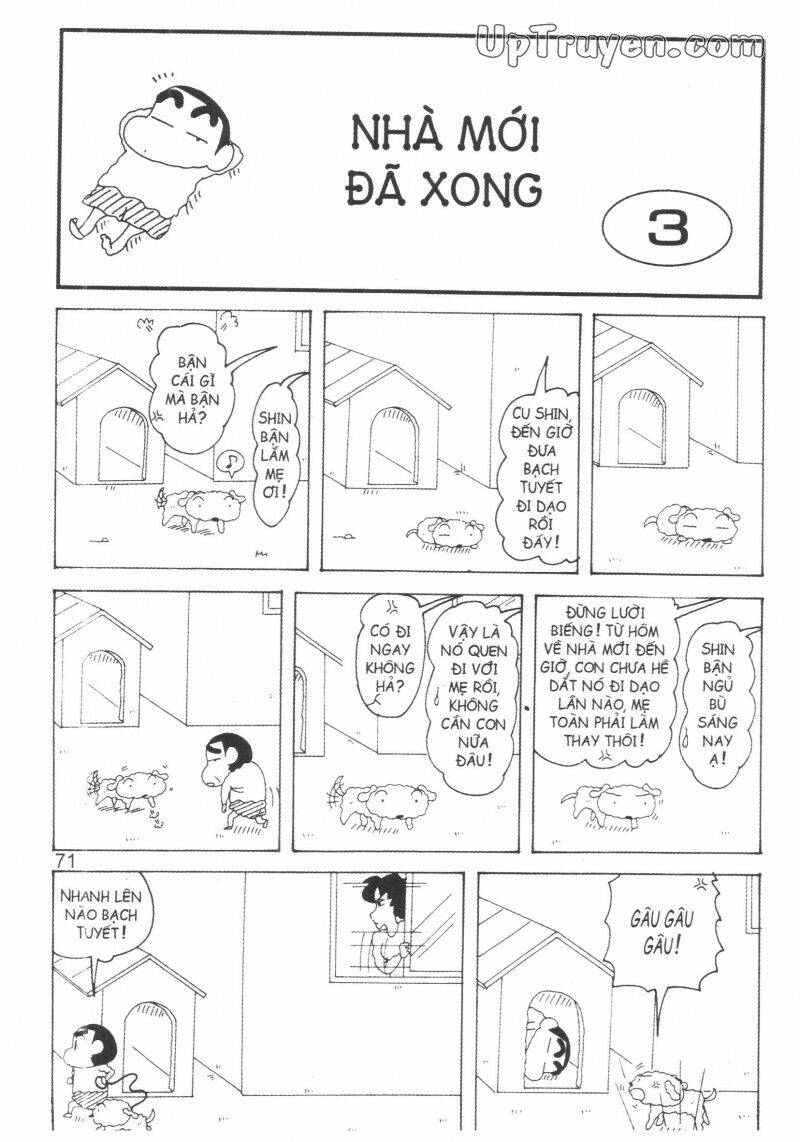 UpTruyen.com
NHÀ MỚI
ĐÃ XONG
3
CU SHIN,
ĐẾN GIỜ
ĐƯA
BẠCH
TUYẾT
ĐI DẠO
RỒI
ĐẤY!
SHIN
BẬN
LẮM
MẸ
ƠI!
BẬN
CÁI GÌ
MÀ BẬN
HẢ?
SHIN
BẬN
NGỦ
BÙ
SÁNG
NAY
Ạ!
ĐỪNG LƯỜI
BIẾNG! TỪ HÔM
VỀ NHÀ MỚI ĐẾN
GIỜ, CON CHƯA HỀ
DẮT NÓ ĐI DẠO
LẦN NÀO, MẸ
TOÀN PHẢI LÀM
THAY THÔI!
VẬY LÀ
NÓ QUEN
ĐI VỚI
MẸ RỒI,
KHÔNG
CẦN CON
NỮA
ĐÂU!
CÓ ĐI
NGAY
KHÔNG
HẢ?
GÂU GÂU
GÂU!
NHANH LÊN
NÀO BẠCH
TUYẾT!
71